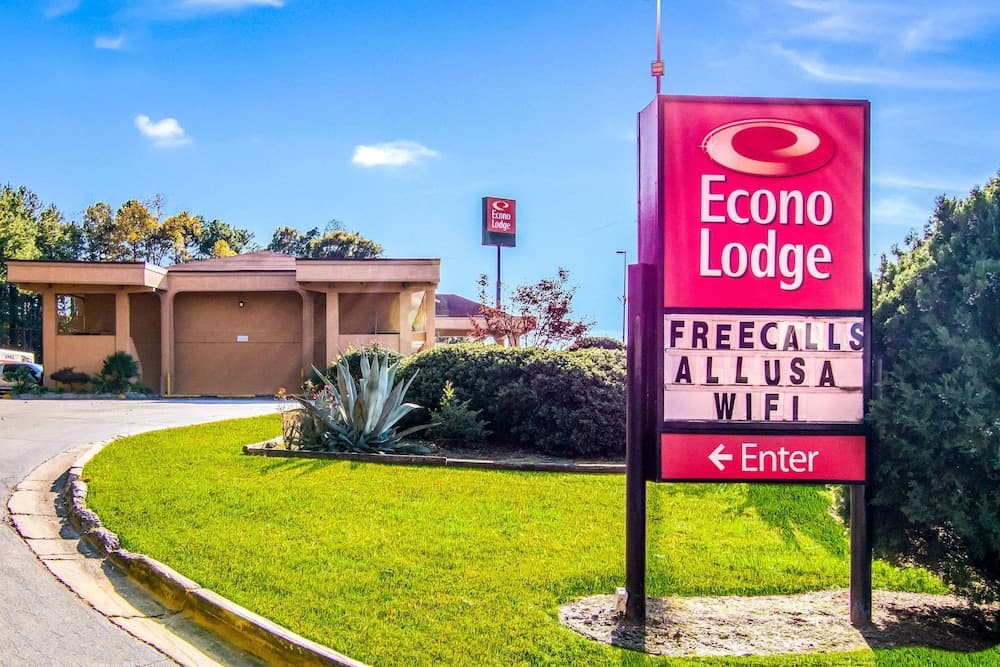 Econo
Lodge
Econo
Lodge
FREECALLS
ALLUSA
WIFI
← Enter